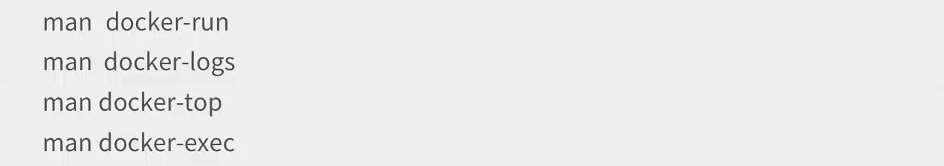 man  docker-run
man  docker-logs
man docker-top
man docker-exec